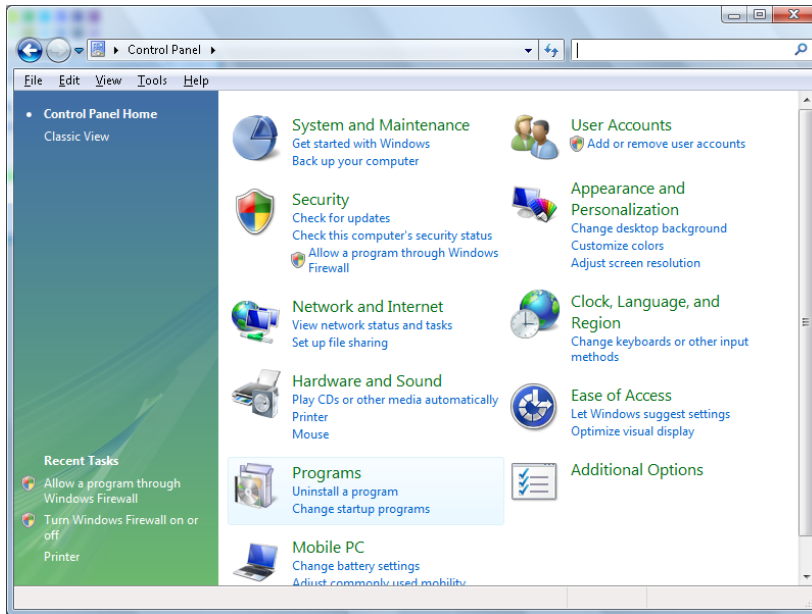 Control Panel
File Edit View Tools Help
Control Panel Home
Classic View
System and Maintenance
Get started with Windows
Back up your computer
Security
Check for updates
Check this computer's security status
Allow a program through Windows
Firewall
Network and Internet
View network status and tasks
Set up file sharing
Hardware and Sound
Play CDs or other media automatically
Printer
Mouse
Programs
Uninstall a program
Change startup programs
Mobile PC
Change battery settings
Adjust commonly used mobility
User Accounts
Add or remove user accounts
Appearance and
Personalization
Change desktop background
Customize colors
Adjust screen resolution
Clock, Language, and
Region
Change keyboards or other input
methods
Ease of Access
Let Windows suggest settings
Optimize visual display
Additional Options
Recent Tasks
Allow a program through
Windows Firewall
Turn Windows Firewall on or
off
Printer